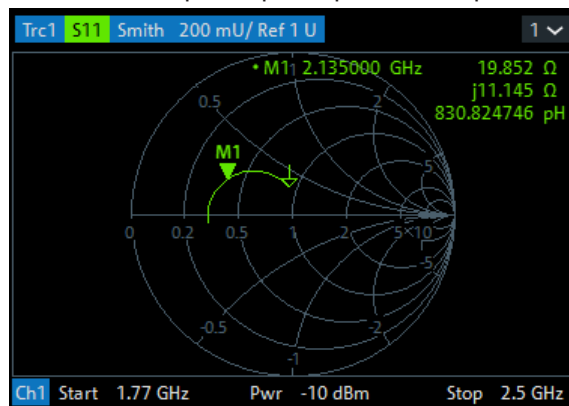 Trc1 S11 Smith 200 mU/ Ref 1 U 1
• M1 2.135000 GHz 19.852 Ω
j11.145 Ω
830.824746 pH
0.5
1
2
M1
5
0 0.2 0.5 1 2 5 10
-5
-0.5
-2
-1
Ch1 Start 1.77 GHz Pwr -10 dBm Stop 2.5 GHz